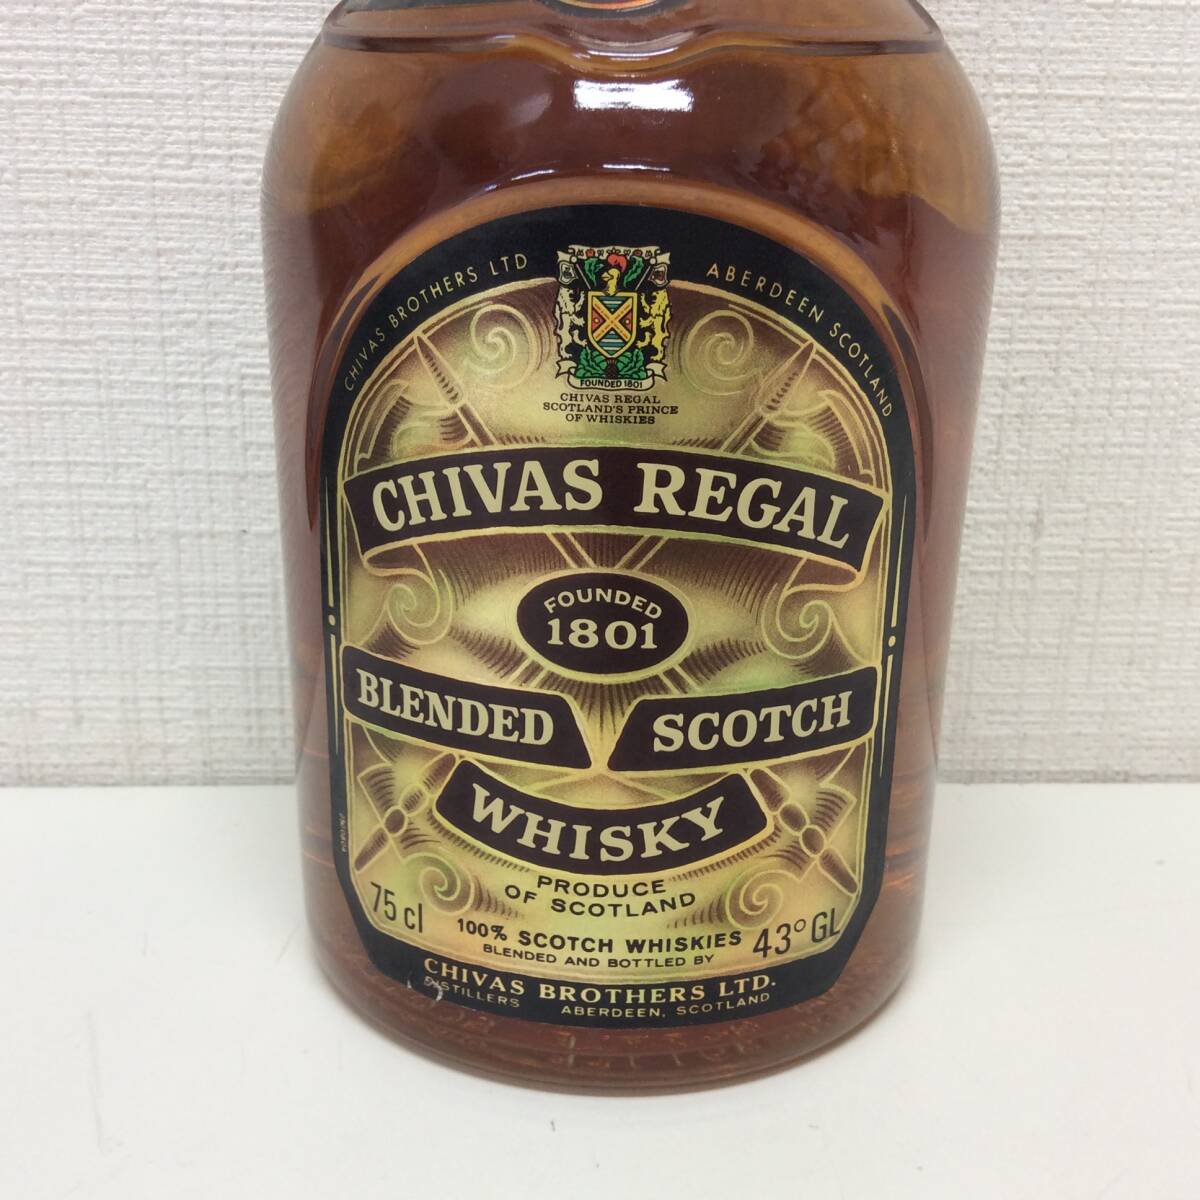 CHIVAS BROTHERS LTD ABERDEEN SCOTLAND
FOUNDED 1801
CHIVAS REGAL
SCOTLAND'S PRINCE
OF WHISKIES
CHIVAS REGAL
FOUNDED
1801
BLENDED SCOTCH
WHISKY
PRODUCE
OF SCOTLAND
75 cl
100% SCOTCH WHISKIES
43° GL
BLENDED AND BOTTLED BY
CHIVAS BROTHERS LTD.
DISTILLERS
ABERDEEN, SCOTLAND